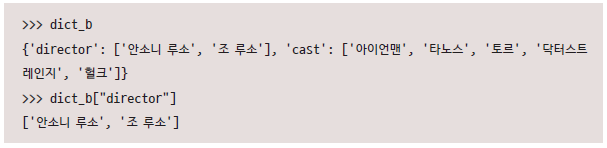 >>> dict_b
{'director': ['안소니 루소', '조 루소'], 'cast': ['아이언맨', '타노스', '토르', '닥터스트
레인지', '헐크']}
>>> dict_b["director"]
['안소니 루소', '조 루소']